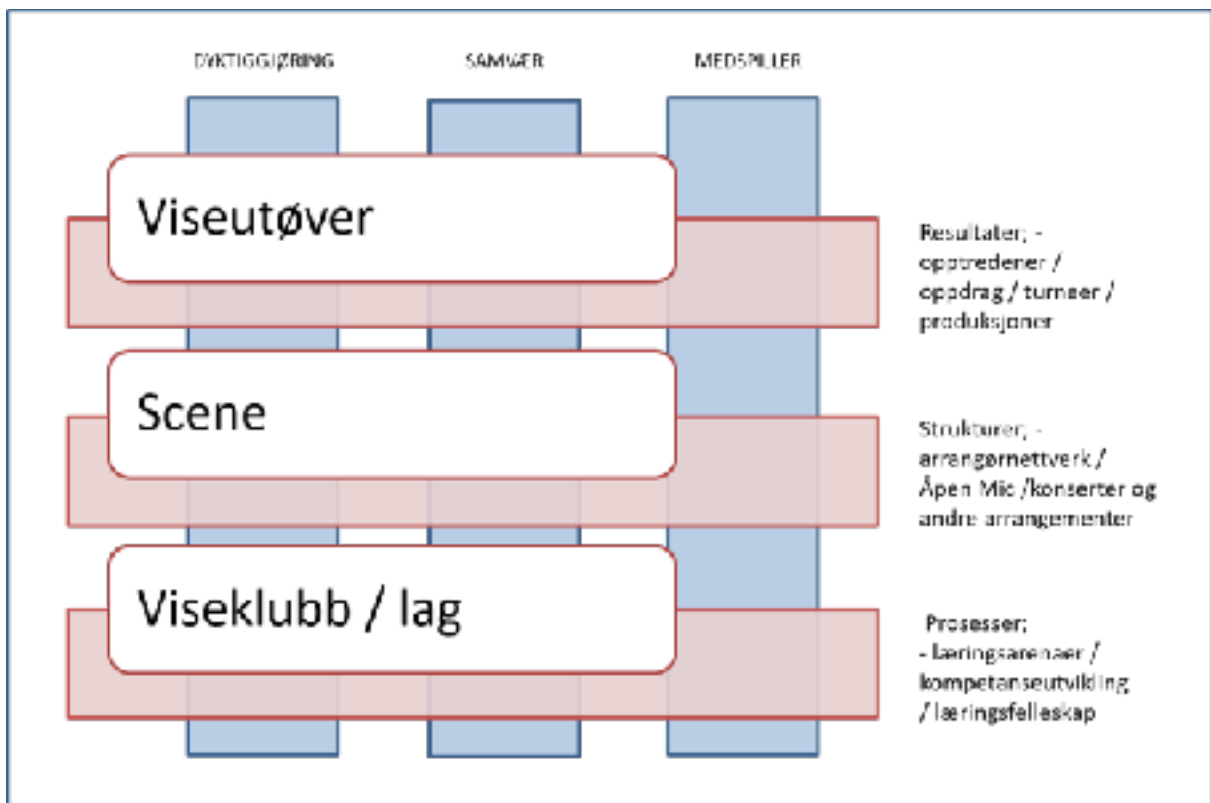 DYKTIGGJØRING SAMVÆR MEDSPILLER
Viseutøver
Resultater; -
opptredener /
oppdrag / turneer /
produksjoner
Scene
Strukturer; -
arrangørnettverk /
Åpen Mic /konserter og
andre arrangementer
Viseklubb / lag
Prosesser;
- læringsarenaer /
kompetanseutvikling
/ læringsfelleskap